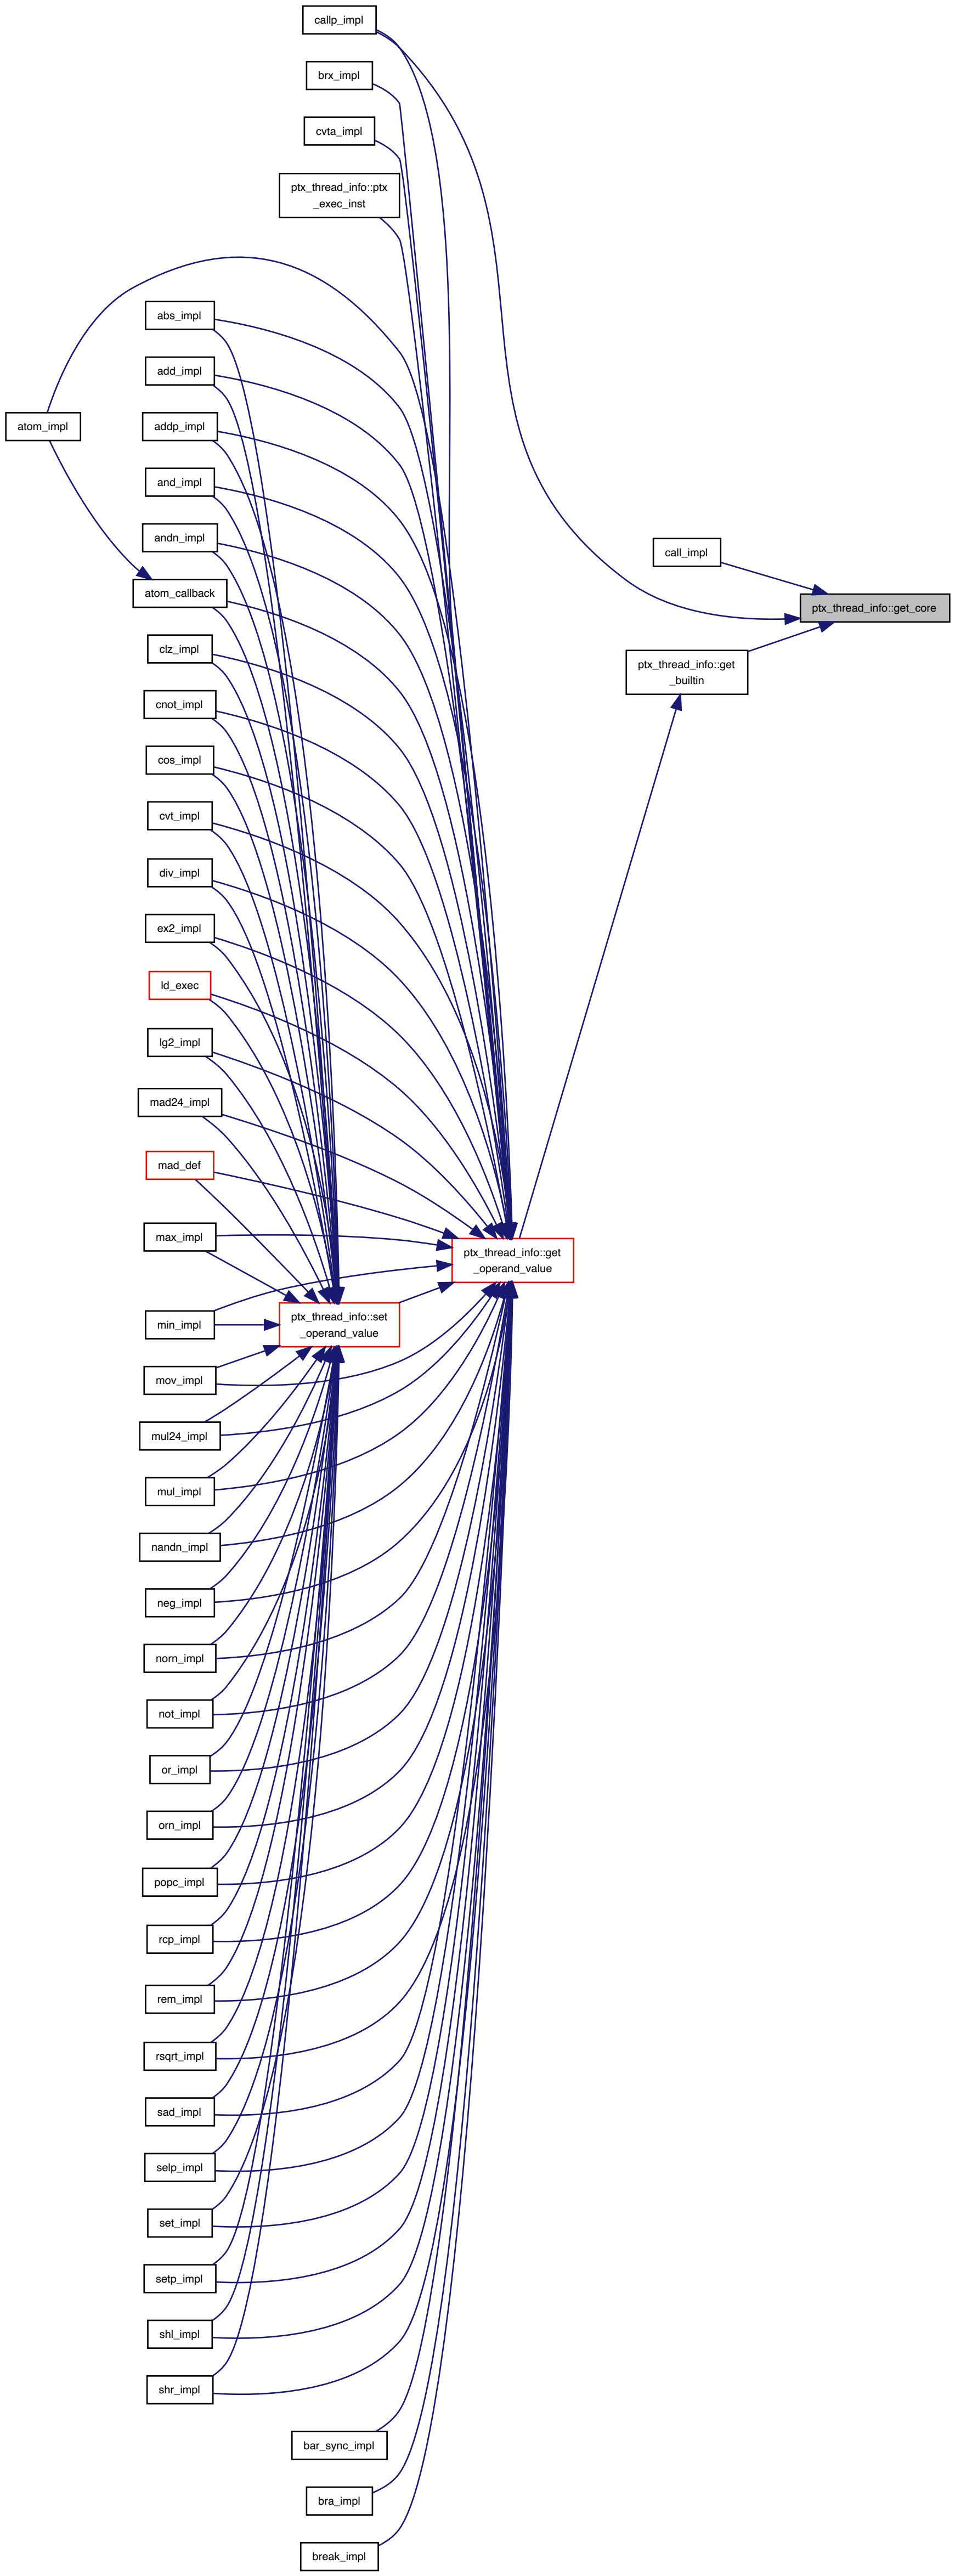 callp_impl
brx_impl
cvta_impl
ptx_thread_info::ptx
_exec_inst
abs_impl
add_impl
atom_impl
addp_impl
and_impl
andn_impl
call_impl
atom_callback
ptx_thread_info::get_core
clz_impl
ptx_thread_info::get
_builtin
cnot_impl
cos_impl
cvt_impl
div_impl
ex2_impl
ld_exec
lg2_impl
mad24_impl
mad_def
max_impl
ptx_thread_info::get
_operand_value
min_impl
ptx_thread_info::set
_operand_value
mov_impl
mul24_impl
mul_impl
nandn_impl
neg_impl
norn_impl
not_impl
or_impl
orn_impl
popc_impl
rcp_impl
rem_impl
rsqrt_impl
sad_impl
selp_impl
set_impl
setp_impl
shl_impl
shr_impl
bar_sync_impl
bra_impl
break_impl